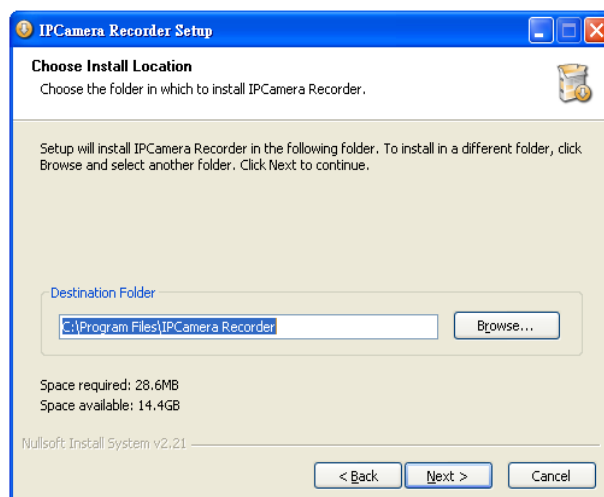 IPCamera Recorder Setup
Choose Install Location
Choose the folder in which to install IPCamera Recorder.
Setup will install IPCamera Recorder in the following folder. To install in a different folder, click
Browse and select another folder. Click Next to continue.
Destination Folder
C:\Program Files\IPCamera Recorder
Browse...
Space required: 28.6MB
Space available: 14.4GB
Nullsoft Install System v2.21
< Back
Next >
Cancel